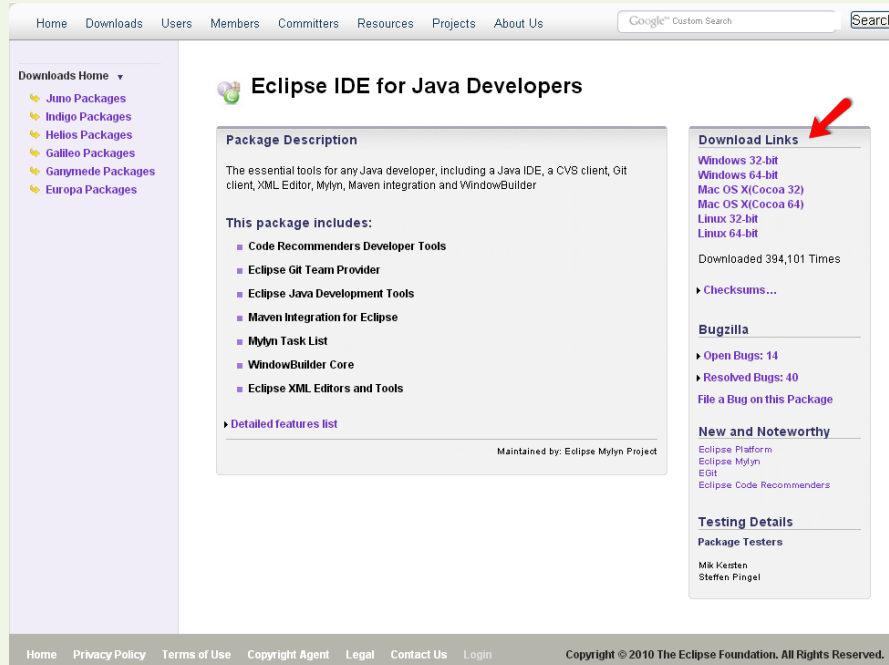 Home Downloads Users Members Committers Resources Projects About Us Google™ Custom Search Search
Downloads Home
Juno Packages
Indigo Packages
Helios Packages
Galileo Packages
Ganymede Packages
Europa Packages
Eclipse IDE for Java Developers
Package Description
The essential tools for any Java developer, including a Java IDE, a CVS client, Git
client, XML Editor, Mylyn, Maven integration and WindowBuilder
This package includes:
Code Recommenders Developer Tools
Eclipse Git Team Provider
Eclipse Java Development Tools
Maven Integration for Eclipse
Mylyn Task List
WindowBuilder Core
Eclipse XML Editors and Tools
Detailed features list
Maintained by: Eclipse Mylyn Project
Download Links
Windows 32-bit
Windows 64-bit
Mac OS X(Cocoa 32)
Mac OS X(Cocoa 64)
Linux 32-bit
Linux 64-bit
Downloaded 394,101 Times
Checksums...
Bugzilla
Open Bugs: 14
Resolved Bugs: 40
File a Bug on this Package
New and Noteworthy
Eclipse Platform
Eclipse Mylyn
EGit
Eclipse Code Recommenders
Testing Details
Package Testers
Mik Kersten
Steffen Pingel
Home Privacy Policy Terms of Use Copyright Agent Legal Contact Us Login Copyright © 2010 The Eclipse Foundation. All Rights Reserved.